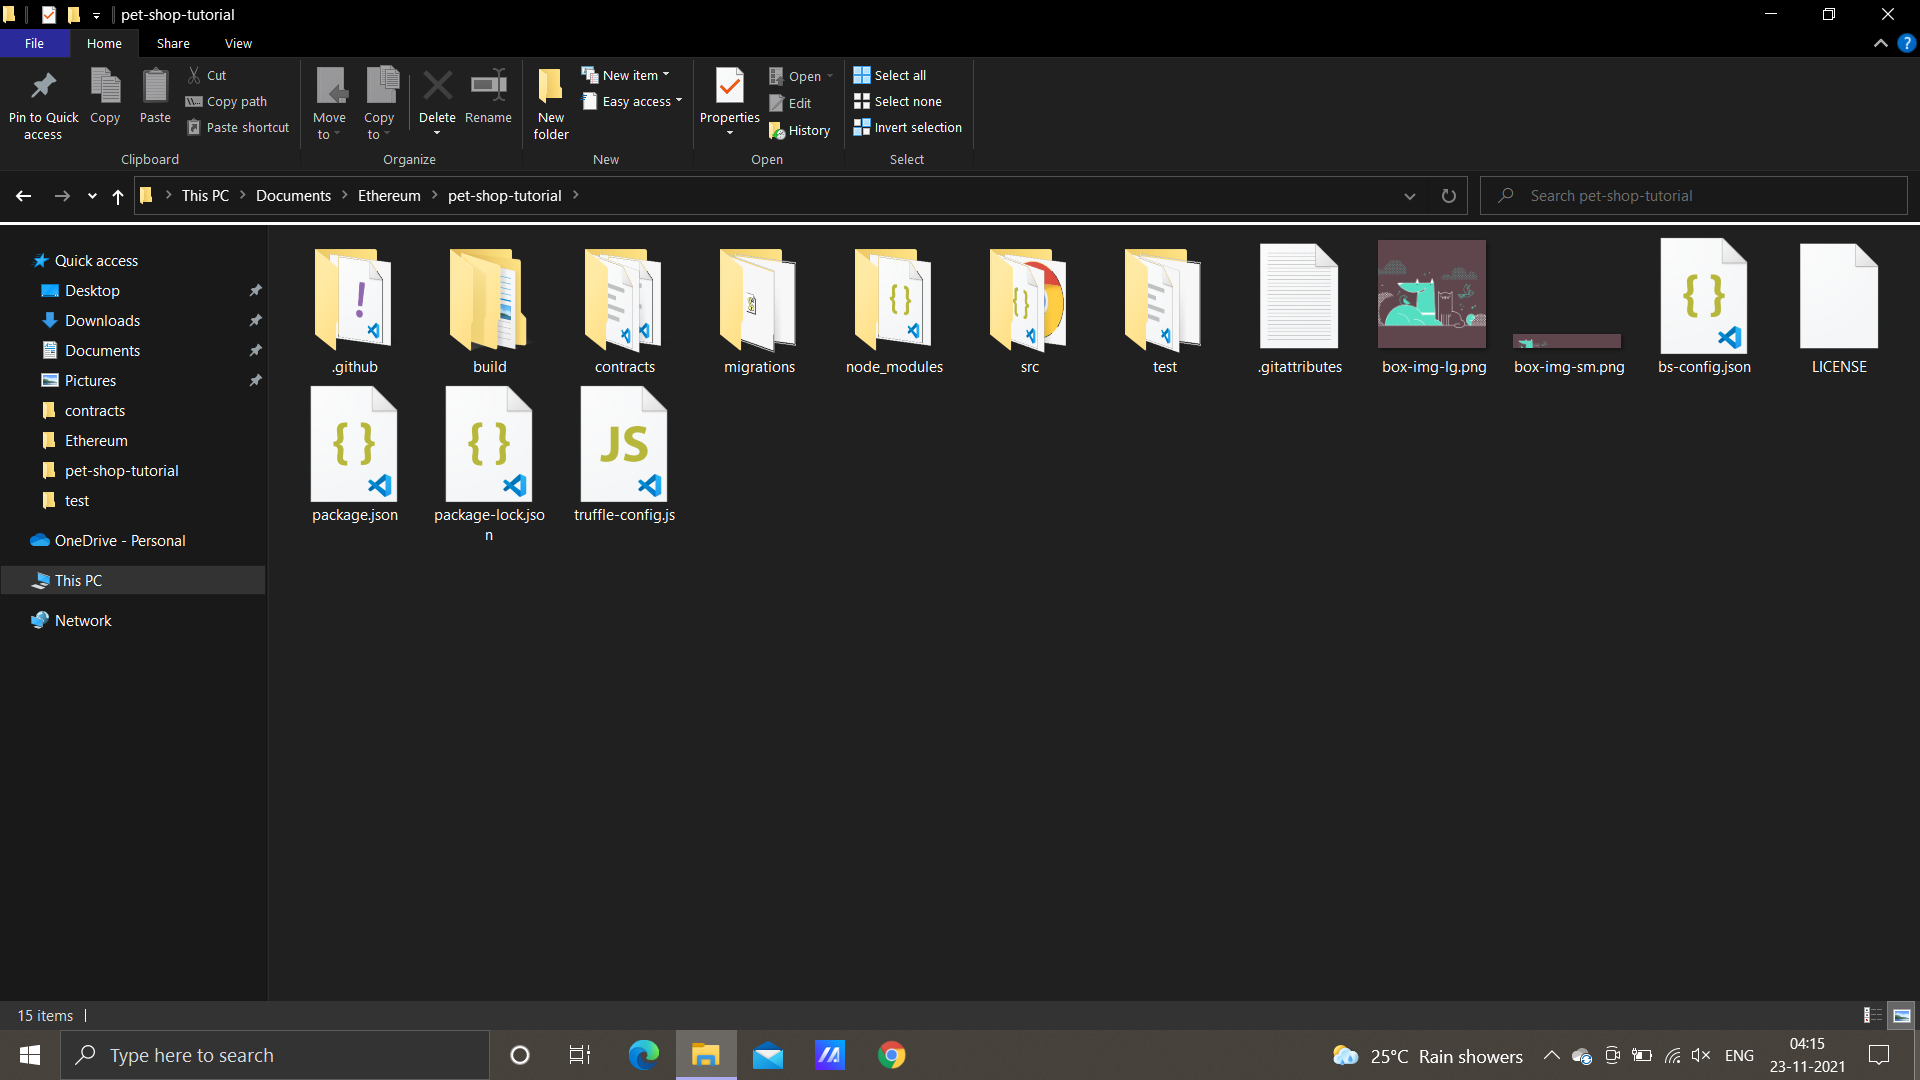 pet-shop-tutorial
File Home Share View
Pin to Quick access
Copy
Paste
Cut
Copy path
Paste shortcut
Clipboard
Move to
Copy to
Delete
Rename
Organize
New folder
New item
Easy access
New
Properties
Open
Edit
History
Open
Select all
Select none
Invert selection
Select
This PC > Documents > Ethereum > pet-shop-tutorial >
Search pet-shop-tutorial
Quick access
Desktop
Downloads
Documents
Pictures
contracts
Ethereum
pet-shop-tutorial
test
OneDrive - Personal
This PC
Network
.github
build
contracts
migrations
node_modules
src
test
.gitattributes
box-img-lg.png
box-img-sm.png
bs-config.json
LICENSE
JS
package.json
package-lock.jso
n
truffle-config.js
15 items
Type here to search
25°C Rain showers
ENG
04:15
23-11-2021